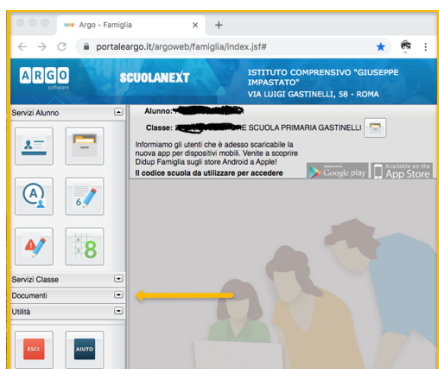 Argo - Famiglia
portaleargo.it/argoweb/famiglia/index.jsf#
ARGO
software
SCUOLANEXT
ISTITUTO COMPRENSIVO "GIUSEPPE
IMPASTATO"
VIA LUIGI GASTINELLI, 58 - ROMA
Servizi Alunno
Alunno:
Classe: E SCUOLA PRIMARIA GASTINELLI
Informiamo gli utenti che è adesso scaricabile la
nuova app per dispositivi mobili. Venite a scoprire
Didup Famiglia sugli store Android a Apple!
Il codice scuola da utilizzare per accedere
Google play
Available on the
App Store
A
6
8
Servizi Classe
Documenti
Utilità
ESCI
AIUTO